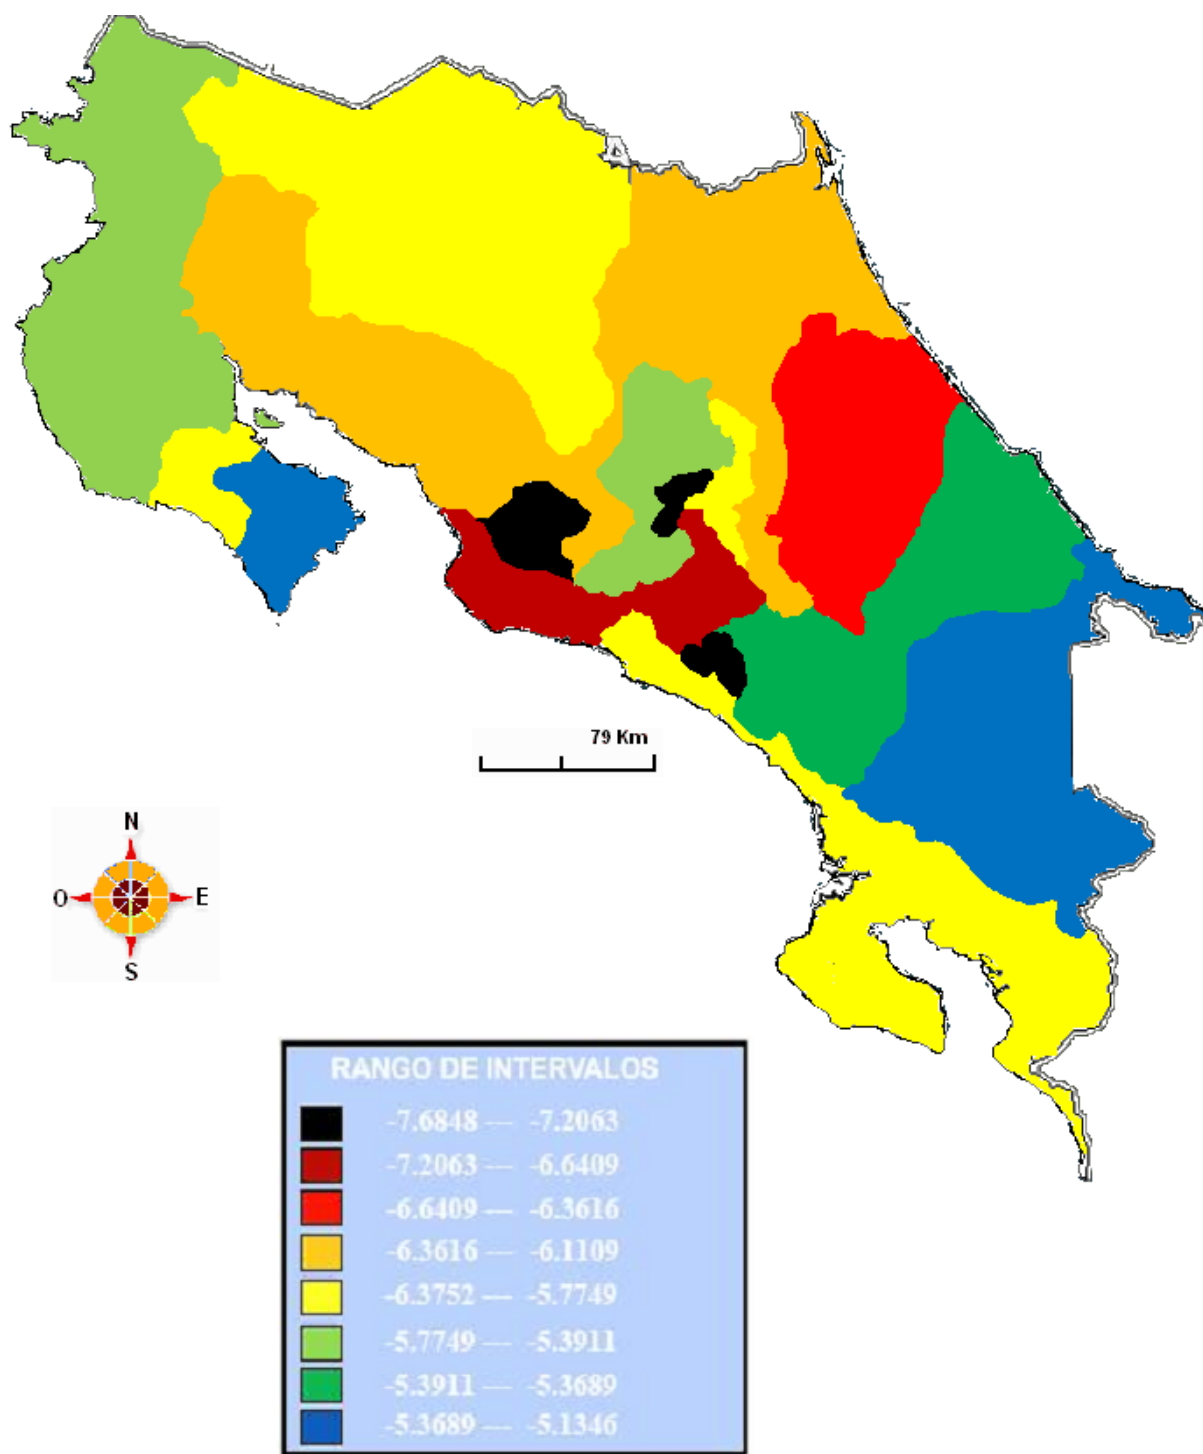 79 Km
N
O E
S
RANGO DE INTERVALOS
-7.6848 — -7.2063
-7.2063 — -6.6409
-6.6409 — -6.3616
-6.3616 — -6.1109
-6.3752 — -5.7749
-5.7749 — -5.3911
-5.3911 — -5.3689
-5.3689 — -5.1346